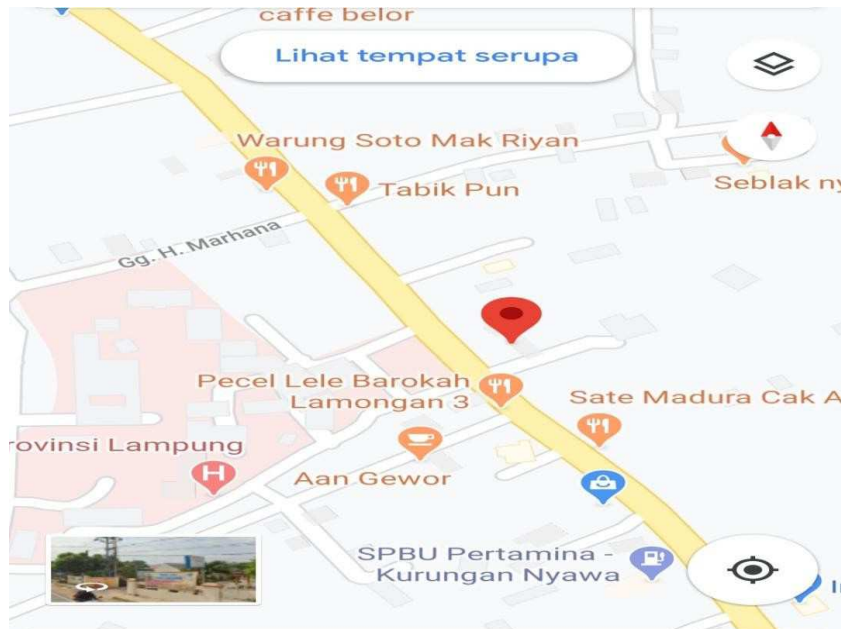 caffe belor
Lihat tempat serupa
Warung Soto Mak Riyan
Tabik Pun
Seblak ny
Gg. H. Marhana
Pecel Lele Barokah
Lamongan 3
Sate Madura Cak A
rovinsi Lampung
H
Aan Gewor
SPBU Pertamina -
Kurungan Nyawa